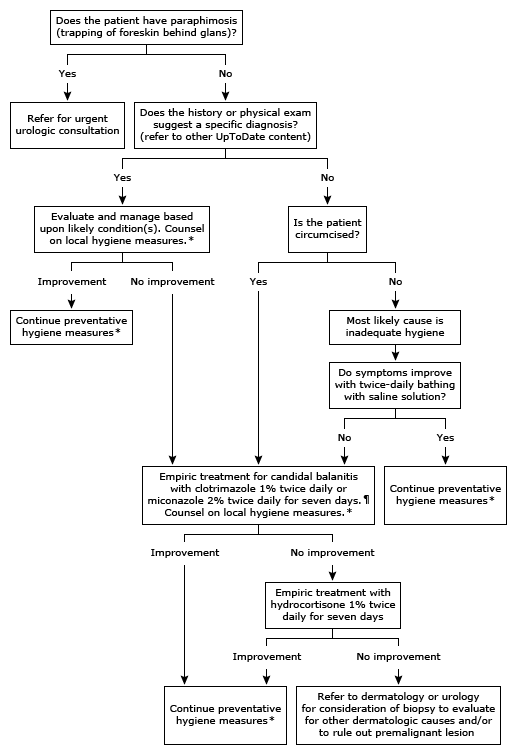 Does the patient have paraphimosis
(trapping of foreskin behind glans)?
Yes
No
Refer for urgent
urologic consultation
Does the history or physical exam
suggest a specific diagnosis?
(refer to other UpToDate content)
Yes
No
Evaluate and manage based
upon likely condition(s). Counsel
on local hygiene measures.*
Is the patient
circumcised?
Improvement
No improvement
Yes
No
Continue preventative
hygiene measures*
Most likely cause is
inadequate hygiene
Do symptoms improve
with twice-daily bathing
with saline solution?
No
Yes
Empiric treatment for candidal balanitis
with clotrimazole 1% twice daily or
miconazole 2% twice daily for seven days.¶
Counsel on local hygiene measures.*
Continue preventative
hygiene measures*
Improvement
No improvement
Empiric treatment with
hydrocortisone 1% twice
daily for seven days
Improvement
No improvement
Continue preventative
hygiene measures*
Refer to dermatology or urology
for consideration of biopsy to evaluate
for other dermatologic causes and/or
to rule out premalignant lesion